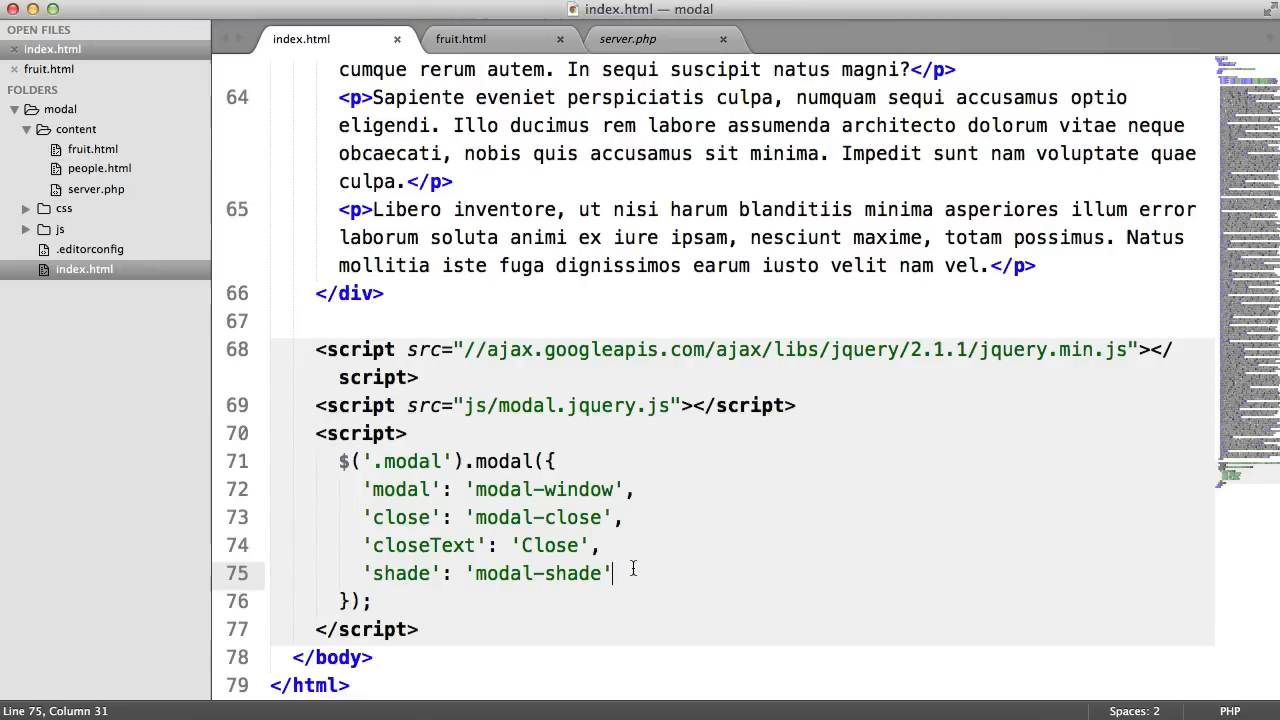 index.html — modal
OPEN FILES
× index.html
× fruit.html
FOLDERS
modal
content
fruit.html
people.html
server.php
css
js
.editorconfig
index.html
index.html ×
fruit.html ×
server.php ×
cumque rerum autem. In sequi suscipit natus magni?</p>
64 <p>Sapiente eveniet perspiciatis culpa, numquam sequi accusamus optio
eligendi. Illo ducimus rem labore assumenda architecto dolorum vitae neque
obcaecati, nobis quis accusamus sit minima. Impedit sunt nam voluptate quae
culpa.</p>
65 <p>Libero inventore, ut nisi harum blanditiis minima asperiores illum error
laborum soluta animi ex iure ipsam, nesciunt maxime, totam possimus. Natus
mollitia iste fuga dignissimos earum iusto velit nam vel.</p>
66 </div>
67
68 <script src="//ajax.googleapis.com/ajax/libs/jquery/2.1.1/jquery.min.js"></
script>
69 <script src="js/modal.jquery.js"></script>
70 <script>
71 $('.modal').modal({
72 'modal': 'modal-window',
73 'close': 'modal-close',
74 'closeText': 'Close',
75 'shade': 'modal-shade'
76 });
77 </script>
78 </body>
79 </html>
Line 75, Column 31
Spaces: 2
PHP